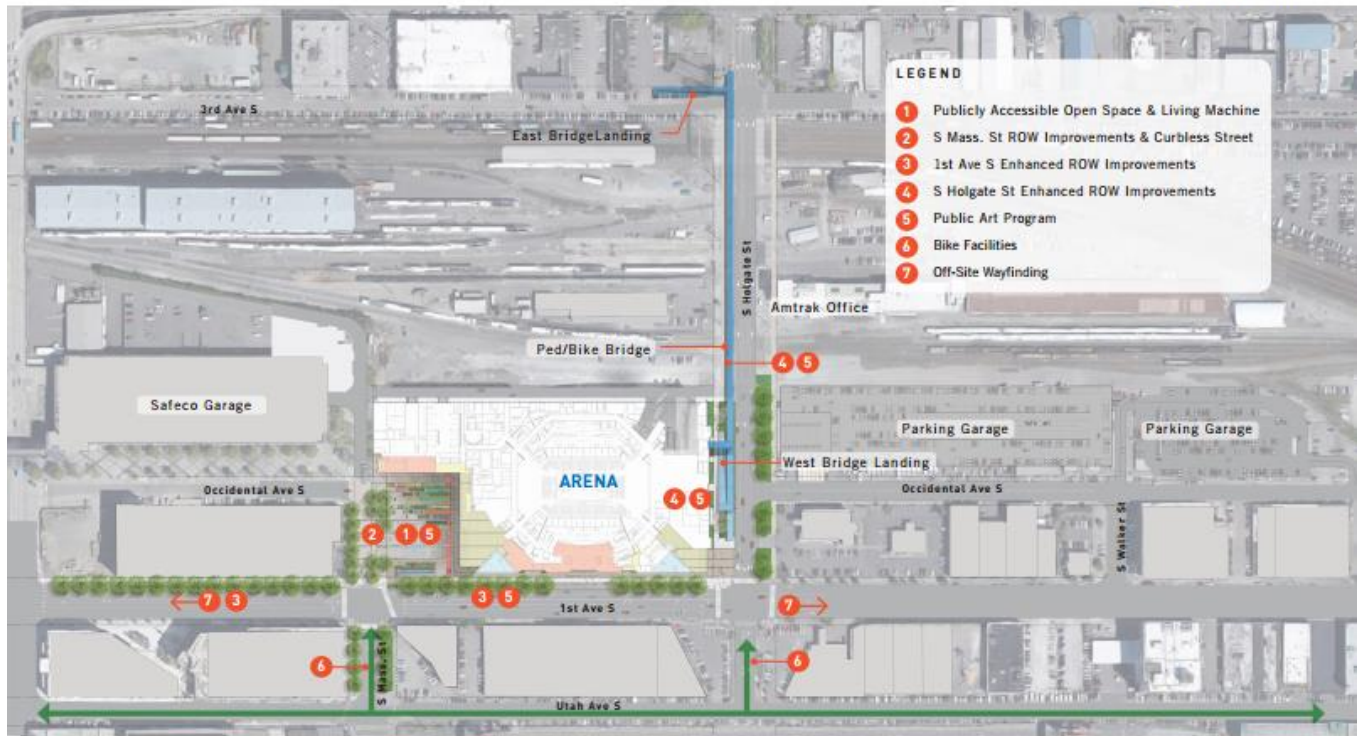 LEGEND
1 Publicly Accessible Open Space & Living Machine
2 S Mass. St ROW Improvements & Curbless Street
3 1st Ave S Enhanced ROW Improvements
4 S Holgate St Enhanced ROW Improvements
5 Public Art Program
6 Bike Facilities
7 Off-Site Wayfinding
3rd Ave S
East BridgeLanding
S Holgate St
Amtrak Office
Ped/Bike Bridge
4 5
Safeco Garage
Parking Garage
Parking Garage
West Bridge Landing
ARENA
Occidental Ave S
4 5
Occidental Ave S
2 1 5
S Walker St
7 3
3 5
1st Ave S
7
6
S Mass. St
6
Utah Ave S